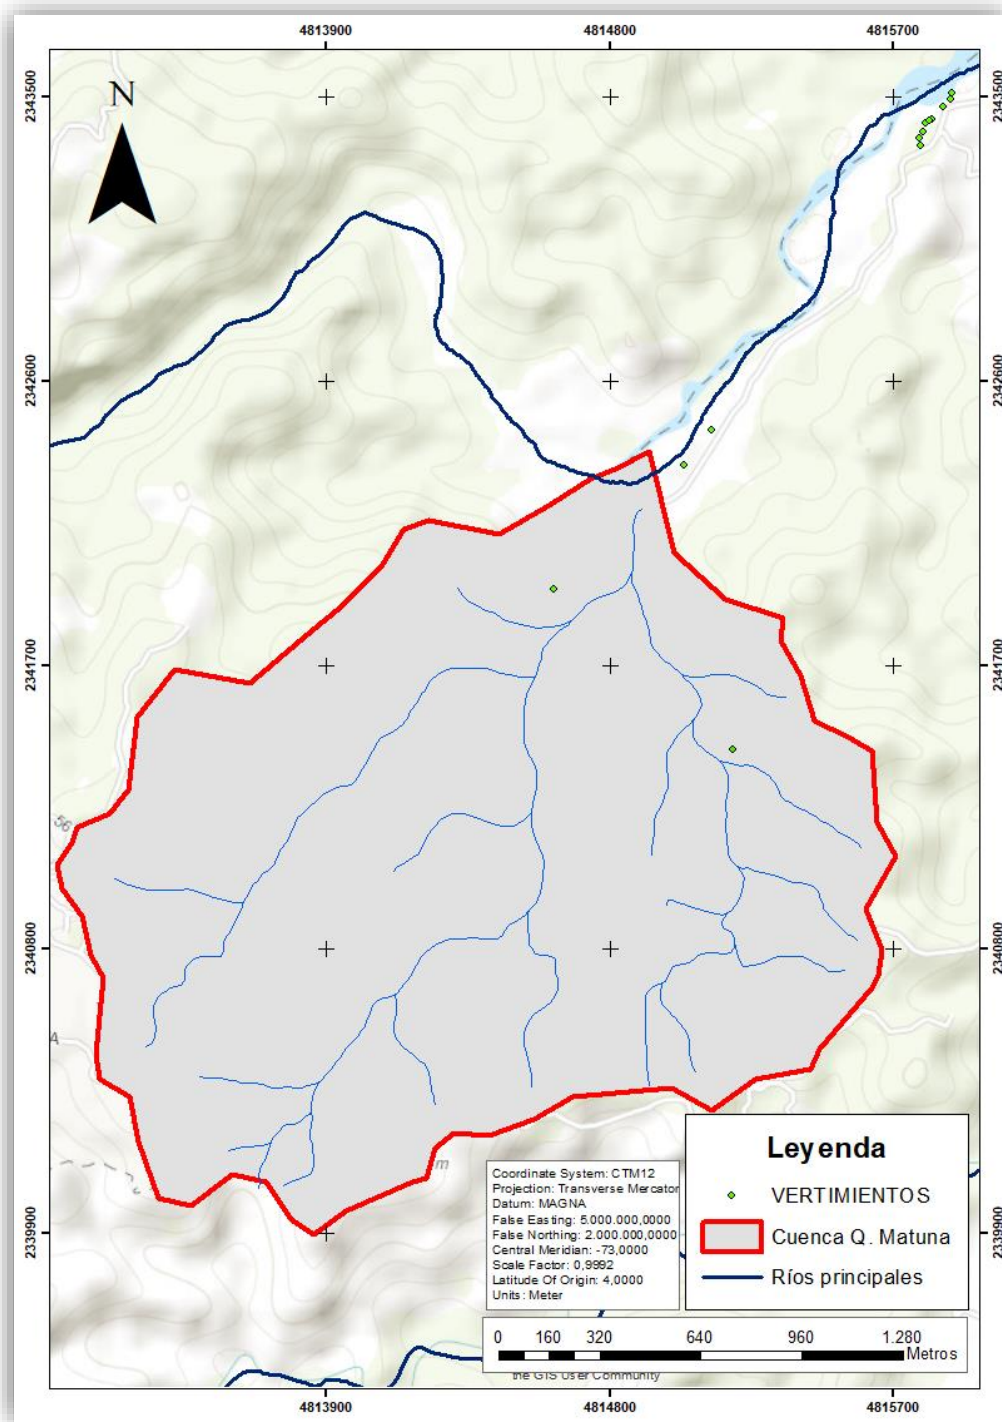 4813900 4814800 4815700
2343500 2343500
N
2342600 2342600
2341700 2341700
56
2340800 2340800
A
m
2339900 2339900
Leyenda
VERTIMIENTOS
Cuenca Q. Matuna
Ríos principales
Coordinate System: CTM12
Projection: Transverse Mercator
Datum: MAGNA
False Easting: 5.000.000,0000
False Northing: 2.000.000,0000
Central Meridian: -73,0000
Scale Factor: 0,9992
Latitude Of Origin: 4,0000
Units: Meter
0 160 320 640 960 1.280
Metros
the GIS User Community
4813900 4814800 4815700